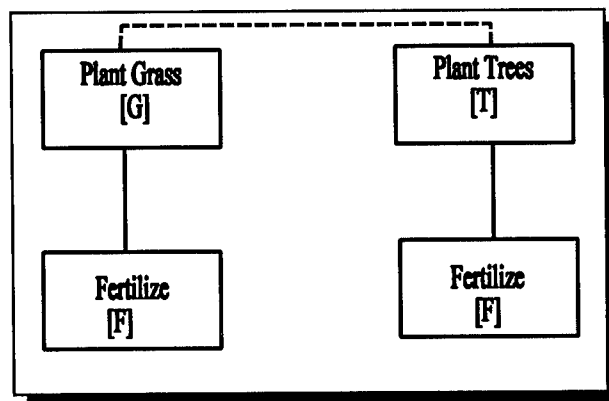 Plant Grass
[G]
Plant Trees
[T]
Fertilize
[F]
Fertilize
[F]